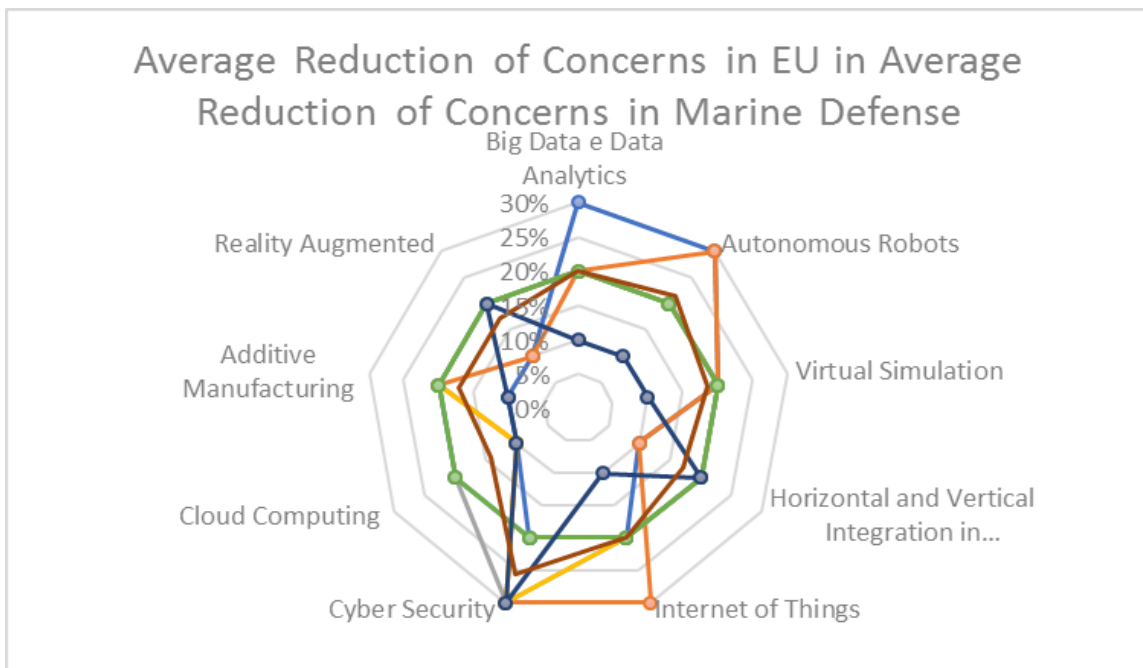 Average Reduction of Concerns in EU in Average
Reduction of Concerns in Marine Defense
Big Data e Data
Analytics
30%
25%
20%
15%
10%
5%
0%
Autonomous Robots
Virtual Simulation
Horizontal and Vertical
Integration in...
Internet of Things
Cyber Security
Cloud Computing
Additive
Manufacturing
Reality Augmented